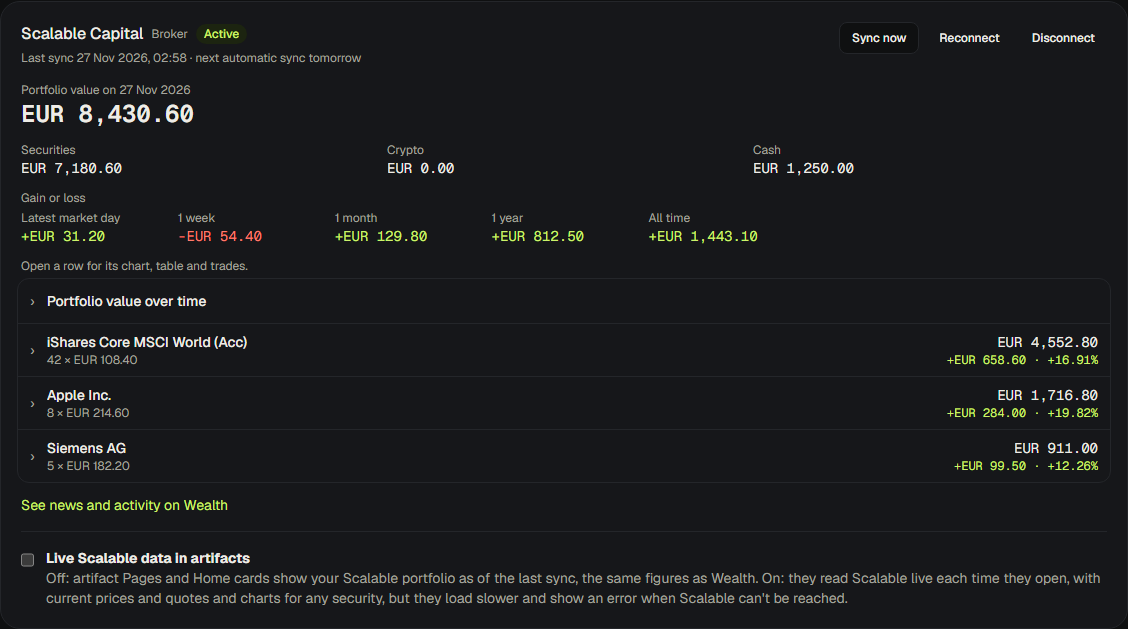 Scalable Capital Broker Active
Sync now Reconnect Disconnect
Last sync 27 Nov 2026, 02:58 · next automatic sync tomorrow
Portfolio value on 27 Nov 2026
EUR 8,430.60
Securities Crypto Cash
EUR 7,180.60 EUR 0.00 EUR 1,250.00
Gain or loss
Latest market day 1 week 1 month 1 year All time
+EUR 31.20 -EUR 54.40 +EUR 129.80 +EUR 812.50 +EUR 1,443.10
Open a row for its chart, table and trades.
› Portfolio value over time
› iShares Core MSCI World (Acc) EUR 4,552.80
42 × EUR 108.40 +EUR 658.60 · +16.91%
› Apple Inc. EUR 1,716.80
8 × EUR 214.60 +EUR 284.00 · +19.82%
› Siemens AG EUR 911.00
5 × EUR 182.20 +EUR 99.50 · +12.26%
See news and activity on Wealth
Live Scalable data in artifacts
Off: artifact Pages and Home cards show your Scalable portfolio as of the last sync, the same figures as Wealth. On: they read Scalable live each time they open, with
current prices and quotes and charts for any security, but they load slower and show an error when Scalable can't be reached.